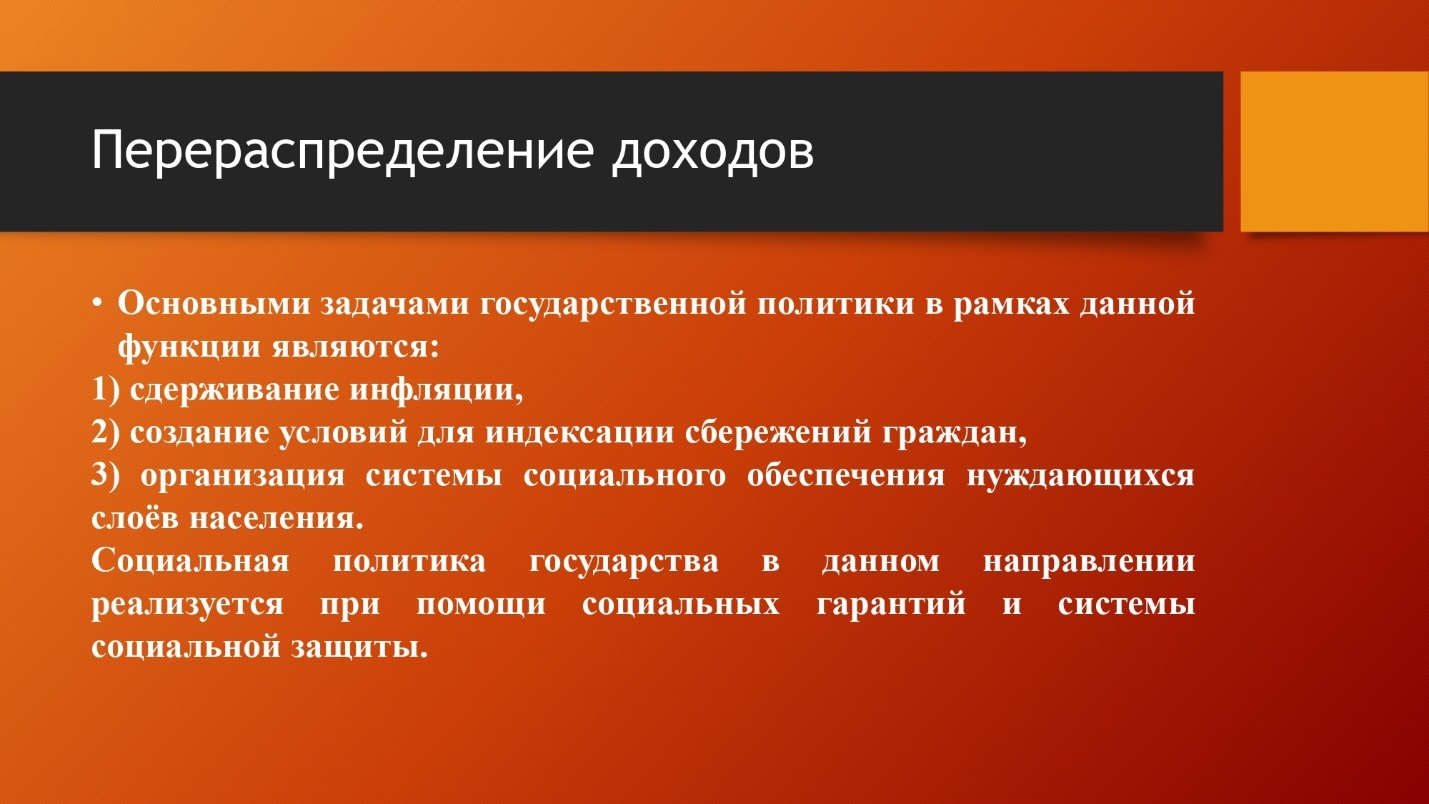 Перераспределение доходов
• Основными задачами государственной политики в рамках данной
функции являются:
1) сдерживание инфляции,
2) создание условий для индексации сбережений граждан,
3) организация системы социального обеспечения нуждающихся
слоёв населения.
Социальная политика государства в данном направлении
реализуется при помощи социальных гарантий и системы
социальной защиты.